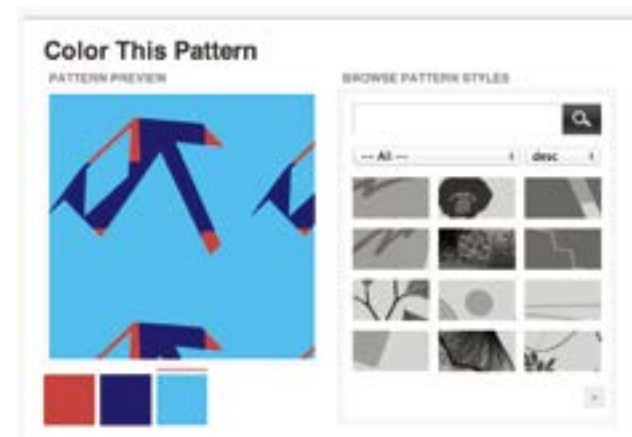 Color This Pattern
PATTERN PREVIEW
BROWSE PATTERN STYLES
--- All ---
desc